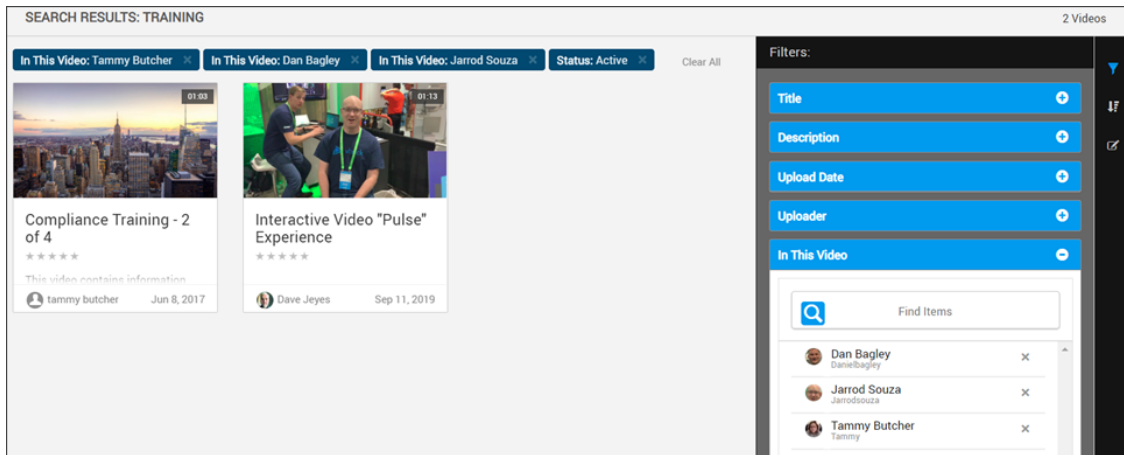 SEARCH RESULTS: TRAINING
2 Videos
In This Video: Tammy Butcher ×
In This Video: Dan Bagley ×
In This Video: Jarrod Souza ×
Status: Active ×
Clear All
01:03
Compliance Training - 2
of 4
This video contains information
tammy butcher
Jun 8, 2017
01:13
Interactive Video "Pulse"
Experience
Dave Jeyes
Sep 11, 2019
Filters:
Title
Description
Upload Date
Uploader
In This Video
Find Items
Dan Bagley
Danielbagley
Jarrod Souza
Jarrodsouza
Tammy Butcher
Tammy